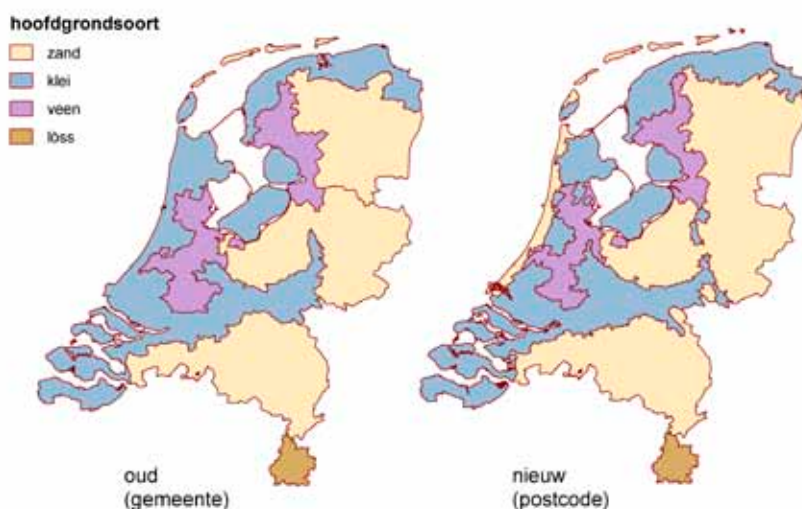 hoofdgrondsoort
zand
klei
veen
löss
oud
(gemeente)
nieuw
(postcode)